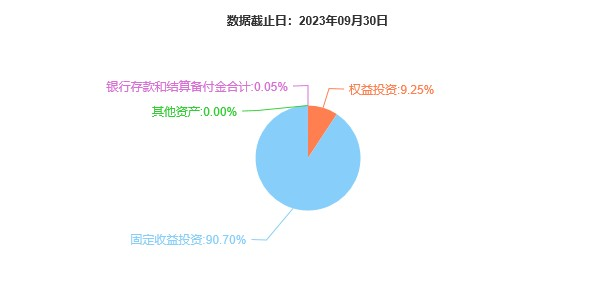 数据截止日：2023年09月30日
银行存款和结算备付金合计:0.05%
权益投资:9.25%
其他资产:0.00%
固定收益投资:90.70%